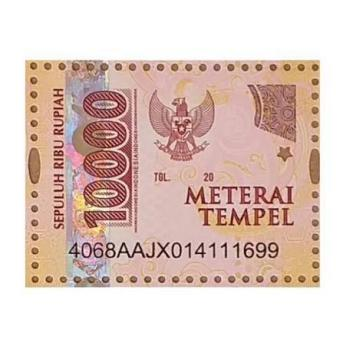 SEPULUH RIBU RUPIAH
10000
TGL. 20
METERAI
TEMPEL
4068AAJX014111699